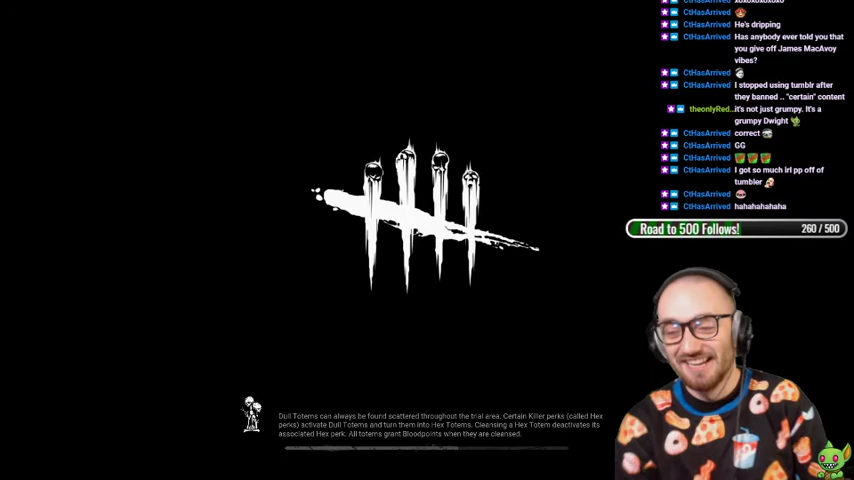 CtHasArrived
CtHasArrived
CtHasArrived He's dripping
CtHasArrived Has anybody ever told you that
you give off James MacAvoy
vibes?
CtHasArrived
CtHasArrived I stopped using tumblr after
they banned .. "certain" content
theonlyRed... it's not just grumpy. It's a
grumpy Dwight
CtHasArrived correct
CtHasArrived GG
CtHasArrived
CtHasArrived I got so much irl pp off of
tumbler
CtHasArrived
CtHasArrived hahahahahaha
Road to 500 Follows! 260 / 500
Dull Totems can always be found scattered throughout the trial area. Certain Killer perks (called Hex
perks) activate Dull Totems and turn them into Hex Totems. Cleansing a Hex Totem deactivates its
associated Hex perk. All totems grant Bloodpoints when they are cleansed.